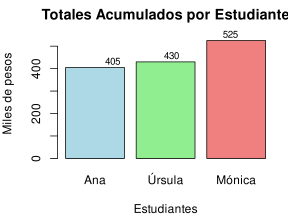 Totales Acumulados por Estudiante
Miles de pesos
400
200
0
405
430
525
Ana
Úrsula
Mónica
Estudiantes